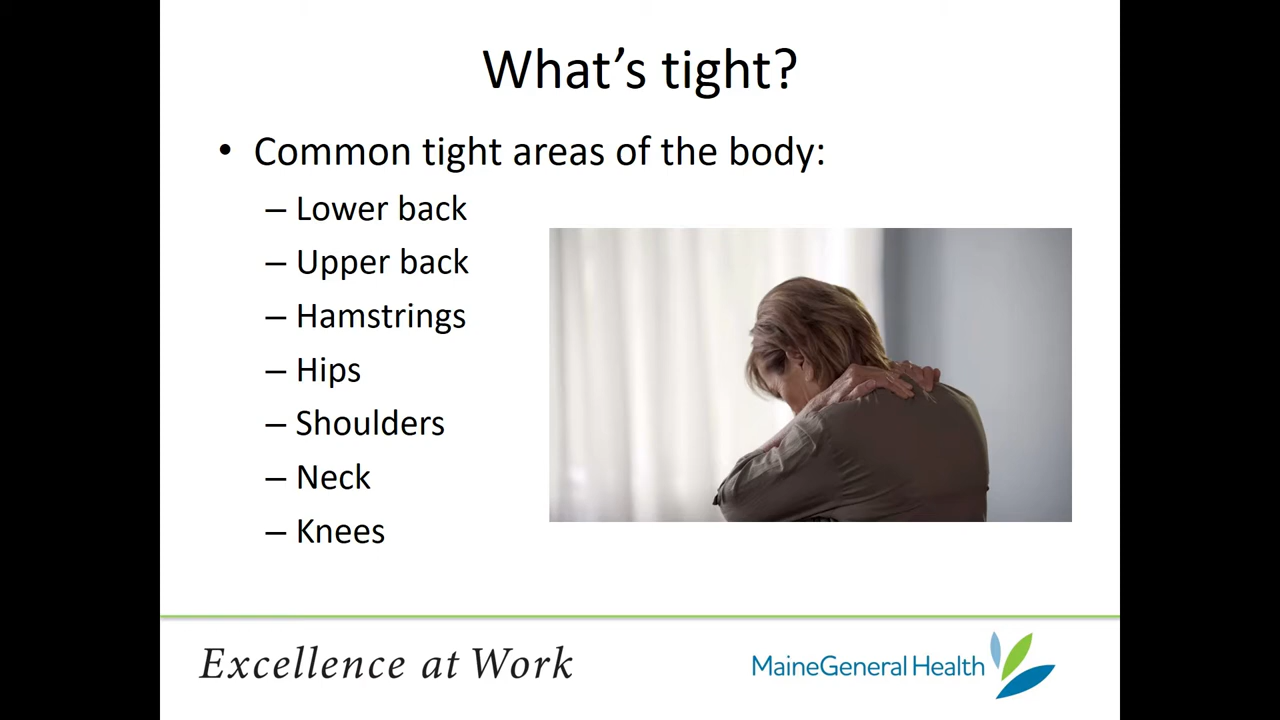 What’s tight?
• Common tight areas of the body:
– Lower back
– Upper back
– Hamstrings
– Hips
– Shoulders
– Neck
– Knees
Excellence at Work
MaineGeneral Health